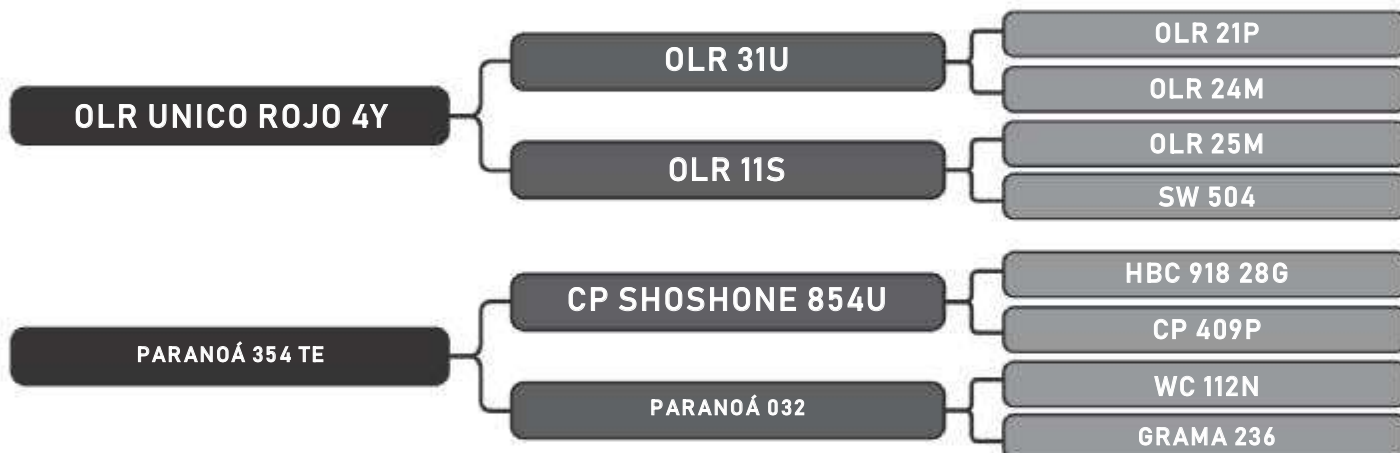 OLR UNICO ROJO 4Y
OLR 31U
OLR 21P
OLR 24M
OLR 11S
OLR 25M
SW 504
PARANOÁ 354 TE
CP SHOSHONE 854U
HBC 918 28G
CP 409P
PARANOÁ 032
WC 112N
GRAMA 236